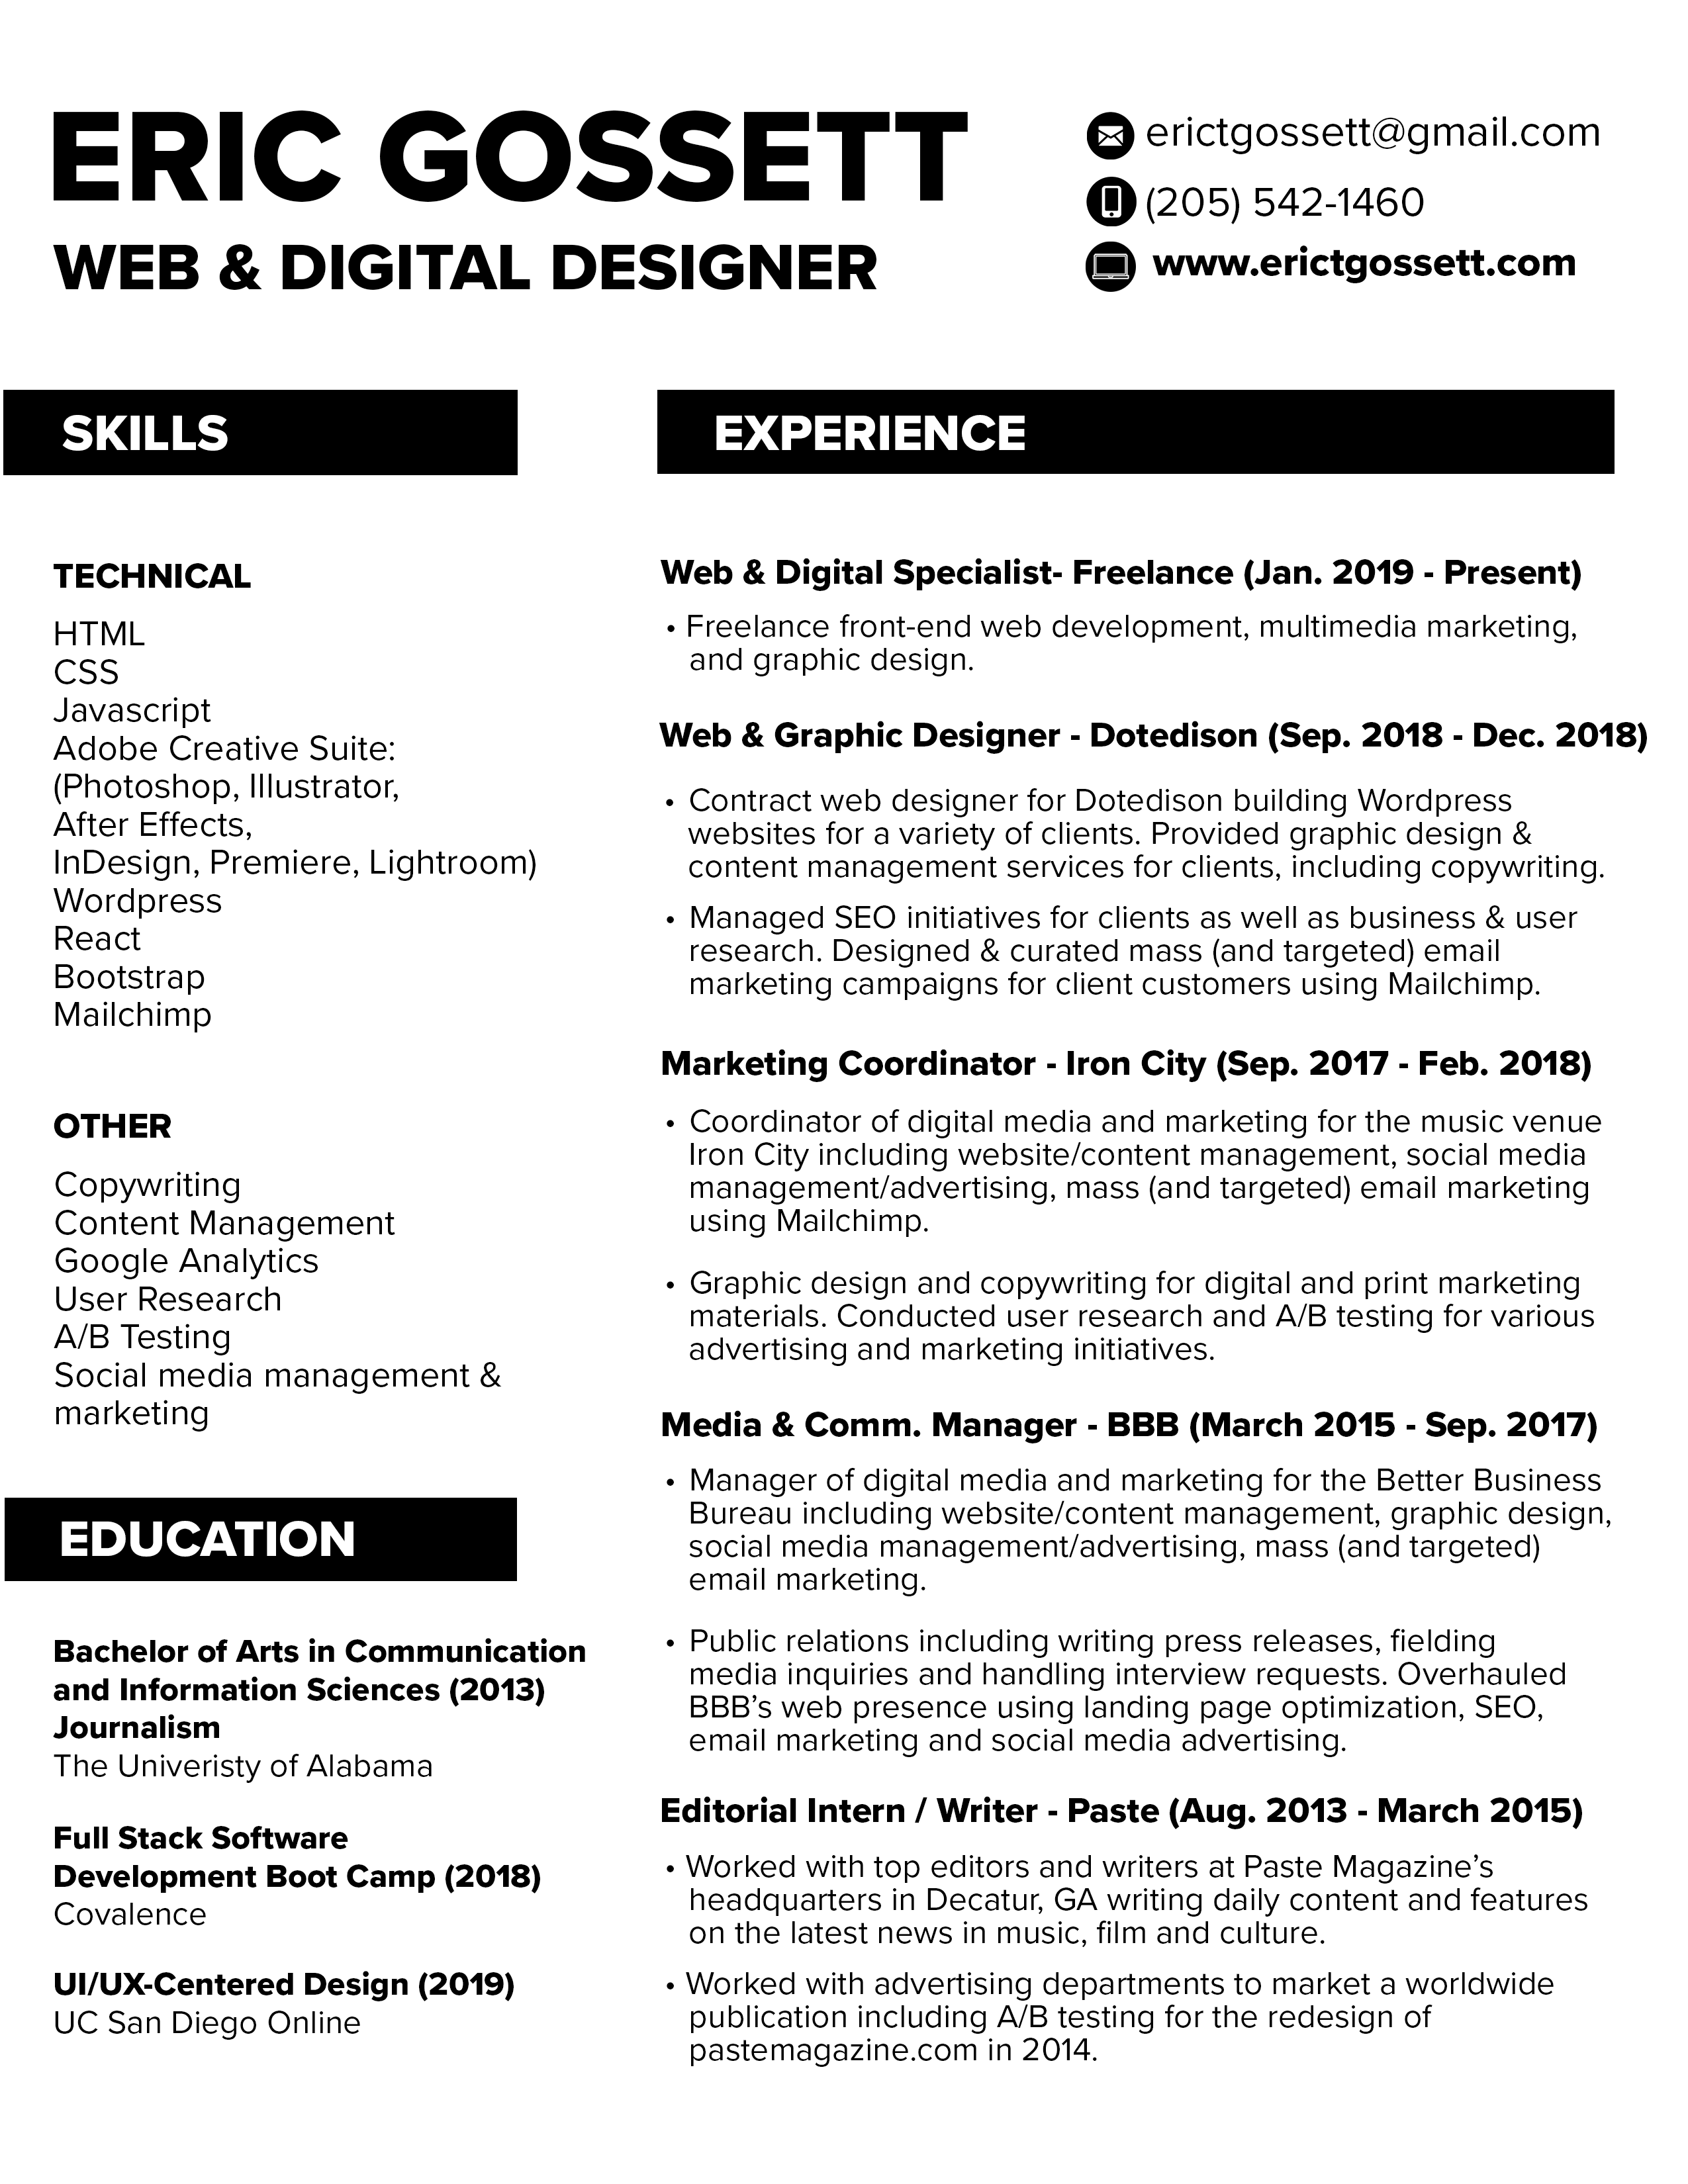 ERIC GOSSETT
WEB & DIGITAL DESIGNER
erictgossett@gmail.com
(205) 542-1460
www.erictgossett.com
SKILLS
TECHNICAL
HTML
CSS
Javascript
Adobe Creative Suite:
(Photoshop, Illustrator,
After Effects,
InDesign, Premiere, Lightroom)
Wordpress
React
Bootstrap
Mailchimp
OTHER
Copywriting
Content Management
Google Analytics
User Research
A/B Testing
Social media management &
marketing
EDUCATION
Bachelor of Arts in Communication
and Information Sciences (2013)
Journalism
The Univeristy of Alabama
Full Stack Software
Development Boot Camp (2018)
Covalence
UI/UX-Centered Design (2019)
UC San Diego Online
EXPERIENCE
Web & Digital Specialist- Freelance (Jan. 2019 - Present)
• Freelance front-end web development, multimedia marketing,
and graphic design.
Web & Graphic Designer - Dotedison (Sep. 2018 - Dec. 2018)
• Contract web designer for Dotedison building Wordpress
websites for a variety of clients. Provided graphic design &
content management services for clients, including copywriting.
• Managed SEO initiatives for clients as well as business & user
research. Designed & curated mass (and targeted) email
marketing campaigns for client customers using Mailchimp.
Marketing Coordinator - Iron City (Sep. 2017 - Feb. 2018)
• Coordinator of digital media and marketing for the music venue
Iron City including website/content management, social media
management/advertising, mass (and targeted) email marketing
using Mailchimp.
• Graphic design and copywriting for digital and print marketing
materials. Conducted user research and A/B testing for various
advertising and marketing initiatives.
Media & Comm. Manager - BBB (March 2015 - Sep. 2017)
• Manager of digital media and marketing for the Better Business
Bureau including website/content management, graphic design,
social media management/advertising, mass (and targeted)
email marketing.
• Public relations including writing press releases, fielding
media inquiries and handling interview requests. Overhauled
BBB’s web presence using landing page optimization, SEO,
email marketing and social media advertising.
Editorial Intern / Writer - Paste (Aug. 2013 - March 2015)
• Worked with top editors and writers at Paste Magazine’s
headquarters in Decatur, GA writing daily content and features
on the latest news in music, film and culture.
• Worked with advertising departments to market a worldwide
publication including A/B testing for the redesign of
pastemagazine.com in 2014.